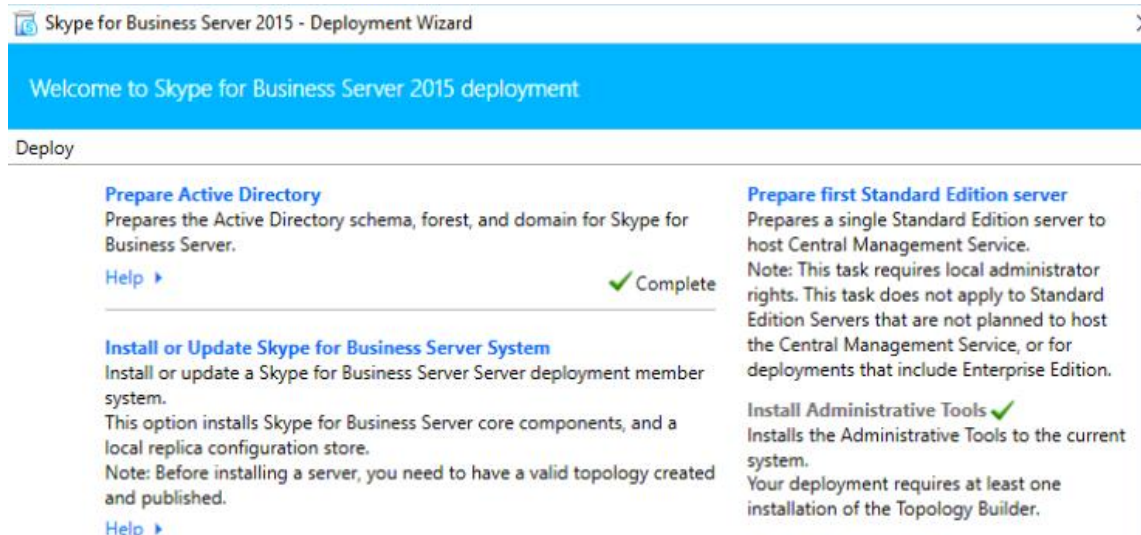 Skype for Business Server 2015 - Deployment Wizard
Welcome to Skype for Business Server 2015 deployment
Deploy
Prepare Active Directory
Prepares the Active Directory schema, forest, and domain for Skype for
Business Server.
Help
Complete
Install or Update Skype for Business Server System
Install or update a Skype for Business Server Server deployment member
system.
This option installs Skype for Business Server core components, and a
local replica configuration store.
Note: Before installing a server, you need to have a valid topology created
and published.
Help
Prepare first Standard Edition server
Prepares a single Standard Edition server to
host Central Management Service.
Note: This task requires local administrator
rights. This task does not apply to Standard
Edition Servers that are not planned to host
the Central Management Service, or for
deployments that include Enterprise Edition.
Install Administrative Tools
Installs the Administrative Tools to the current
system.
Your deployment requires at least one
installation of the Topology Builder.